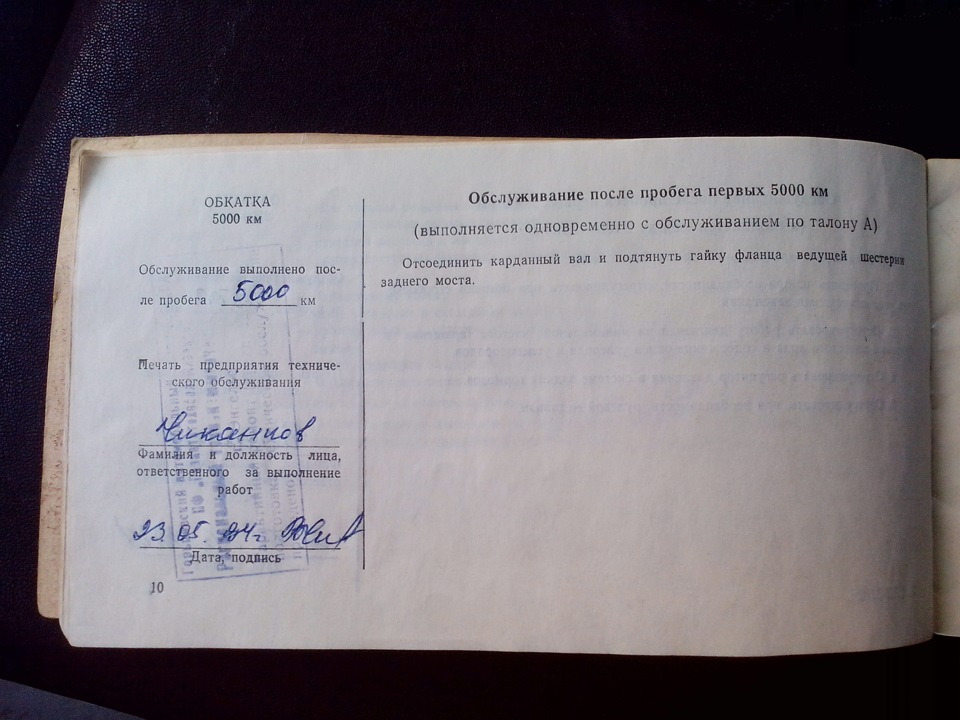 ОБКАТКА
5000 км
Обслуживание выполнено пос-
ле пробега 5000 км
Печать предприятия техниче-
ского обслуживания
Фамилия и должность лица,
ответственного за выполнение
работ
23.05.
Дата, подпись
10
Обслуживание после пробега первых 5000 км
(выполняется одновременно с обслуживанием по талону А)
Отсоединить карданный вал и подтянуть гайку фланца ведущей шестерни
заднего моста.